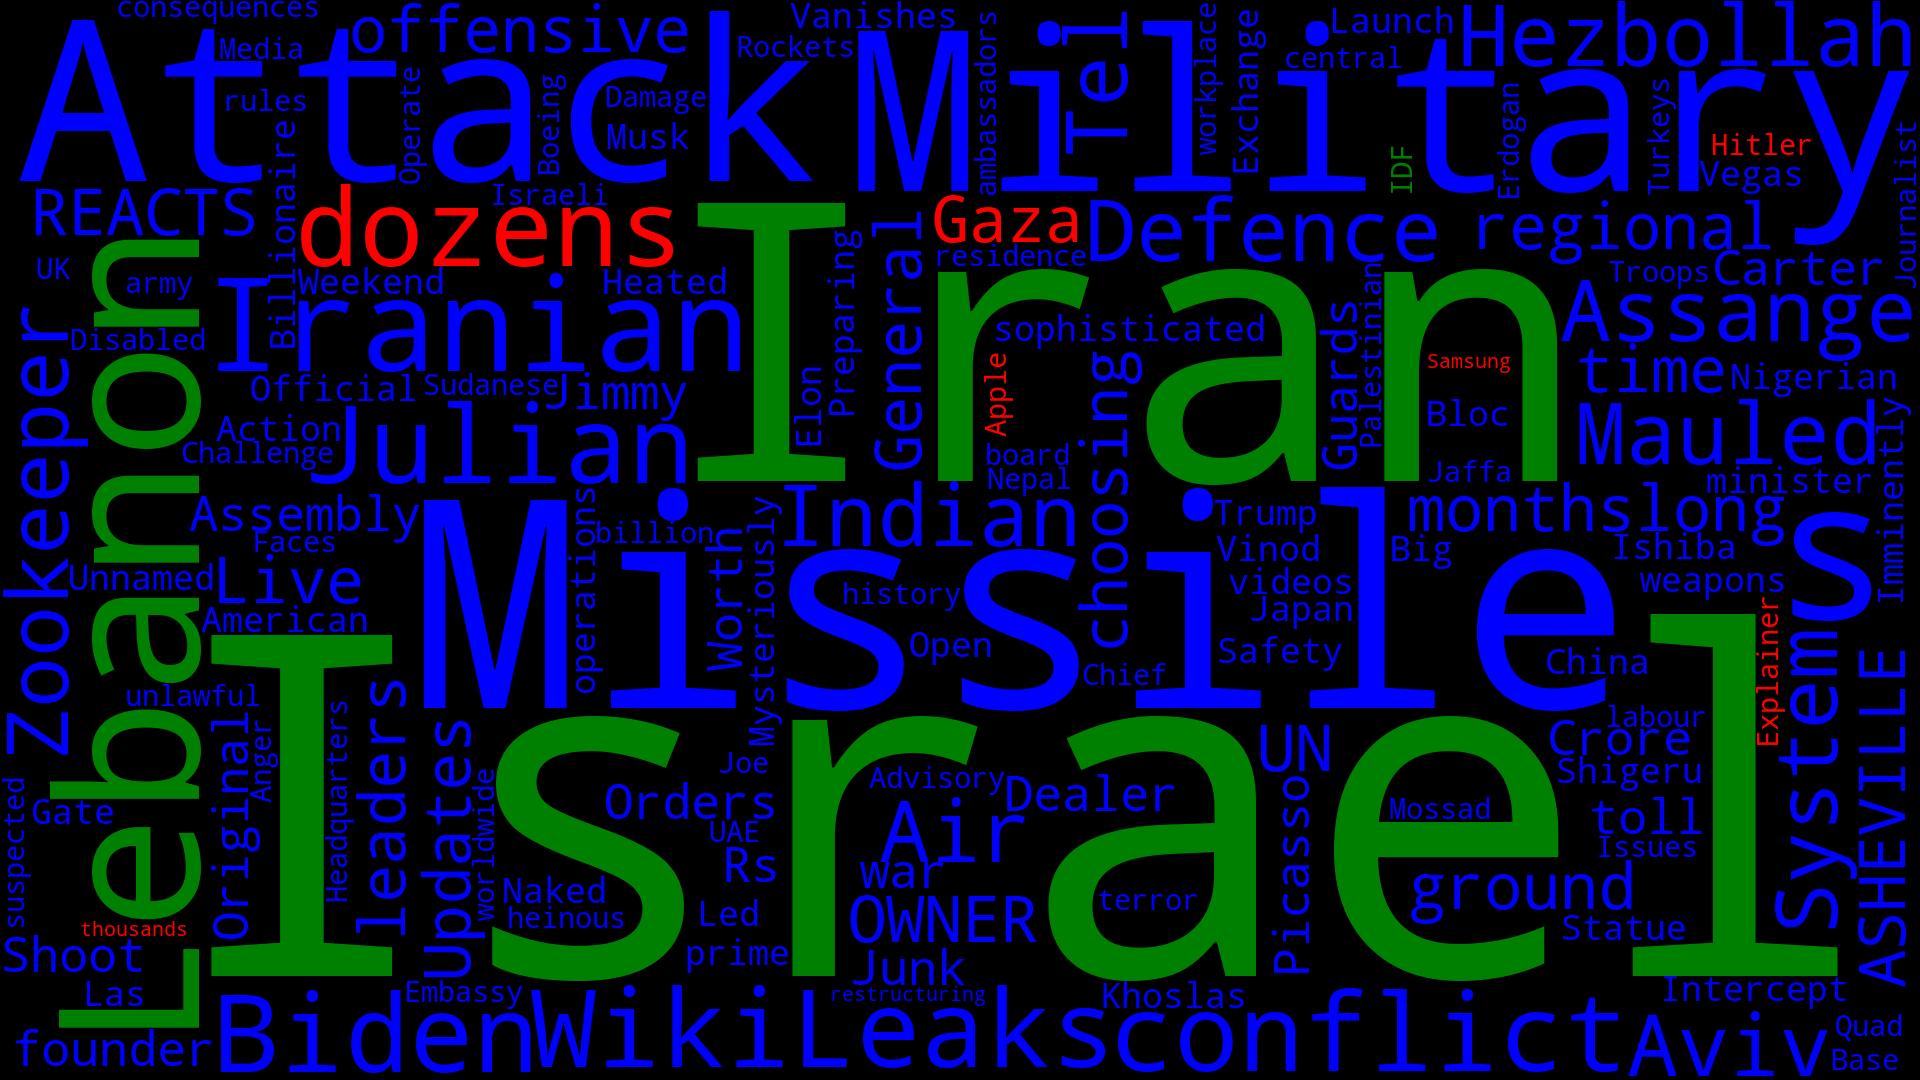 consequences
offensive
Vanishes
Launch
Hezbollah
Attack
Military
Media
Rockets
Tel
central
rules
Operate
Boeing
Damage
Musk
ambassadors
workplace
Exchange
IDF
Erdogan
Turkeys
Hitler
Vegas
Journalist
REACTS
Billionaire
Israeli
dozens
Iran
Gaza
Defence
regional
UK
army
Weekend
Heated
Preparing
General
residence
Troops
Carter
Lebanon
Zookeeper
Disabled
Iranian
sophisticated
Guards
Palestinian
Assange
Official
Sudanese
Jimmy
Elon
Apple
choosing
Samsung
time
Nigerian
Action
Challenge
Julian
board
Nepal
Bloc
Jaffa
Mauled
minister
Assembly
Faces
Missile
operations
billion
Worth
Mysteriously
Indian
Trump
Vinod
Big
monthslong
Ishiba
Imminently
Unnamed
Live
American
history
Open
videos
Japan
Safety
Chief
weapons
China
Systems
Explainer
unlawful
Israel
Original
Anger
Headquarters
leaders
Updates
worldwide
Joe
Advisory
Dealer
UN
labour
Crore
Shigeru
ASHEVILLE
suspected
Gate
Orders
UAE
Rs
Air
Mossad
toll
Issues
war
Naked
heinous
Led
terror
Picasso
ground
thousands
Shoot
prime
OWNER
Junk
Statue
Las
Embassy
restructuring
Khoslas
Intercept
founder
Biden
WikiLeaks
conflict
Aviv
Quad
Base